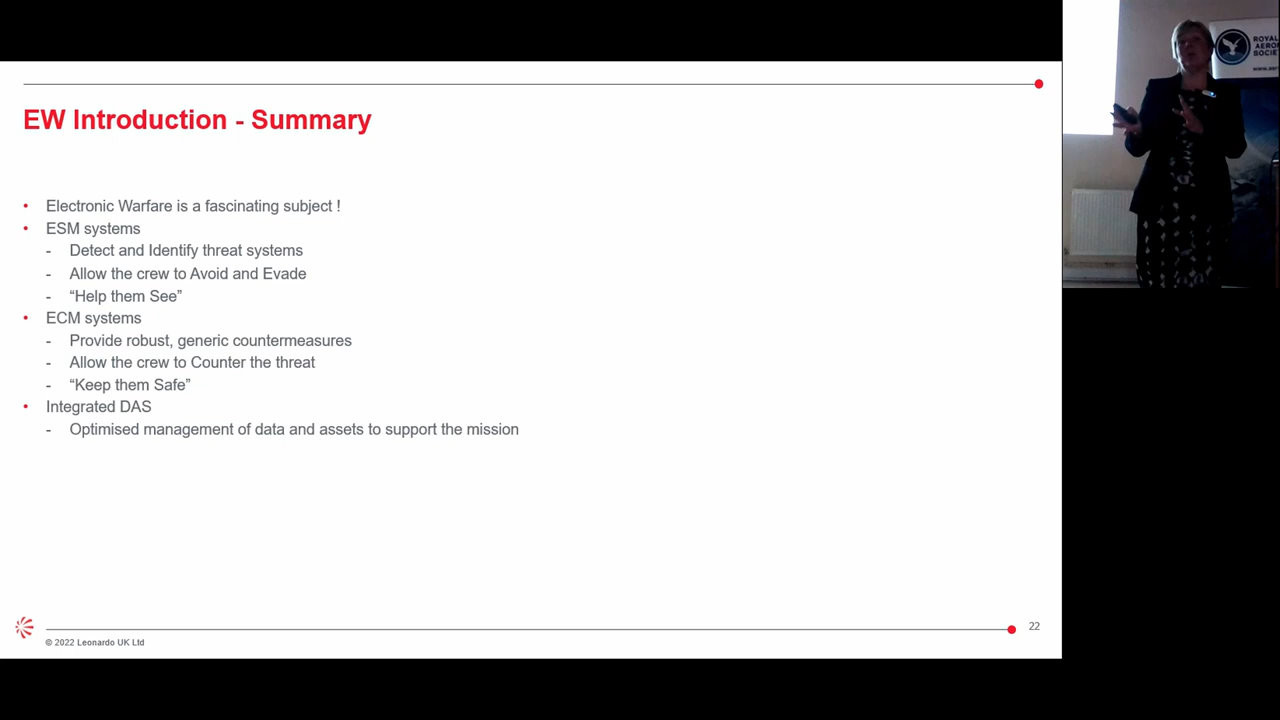 EW Introduction - Summary
• Electronic Warfare is a fascinating subject !
• ESM systems
- Detect and Identify threat systems
- Allow the crew to Avoid and Evade
- “Help them See”
• ECM systems
- Provide robust, generic countermeasures
- Allow the crew to Counter the threat
- “Keep them Safe”
• Integrated DAS
- Optimised management of data and assets to support the mission
© 2022 Leonardo UK Ltd
22
ROYAL
AERO
SOCIE